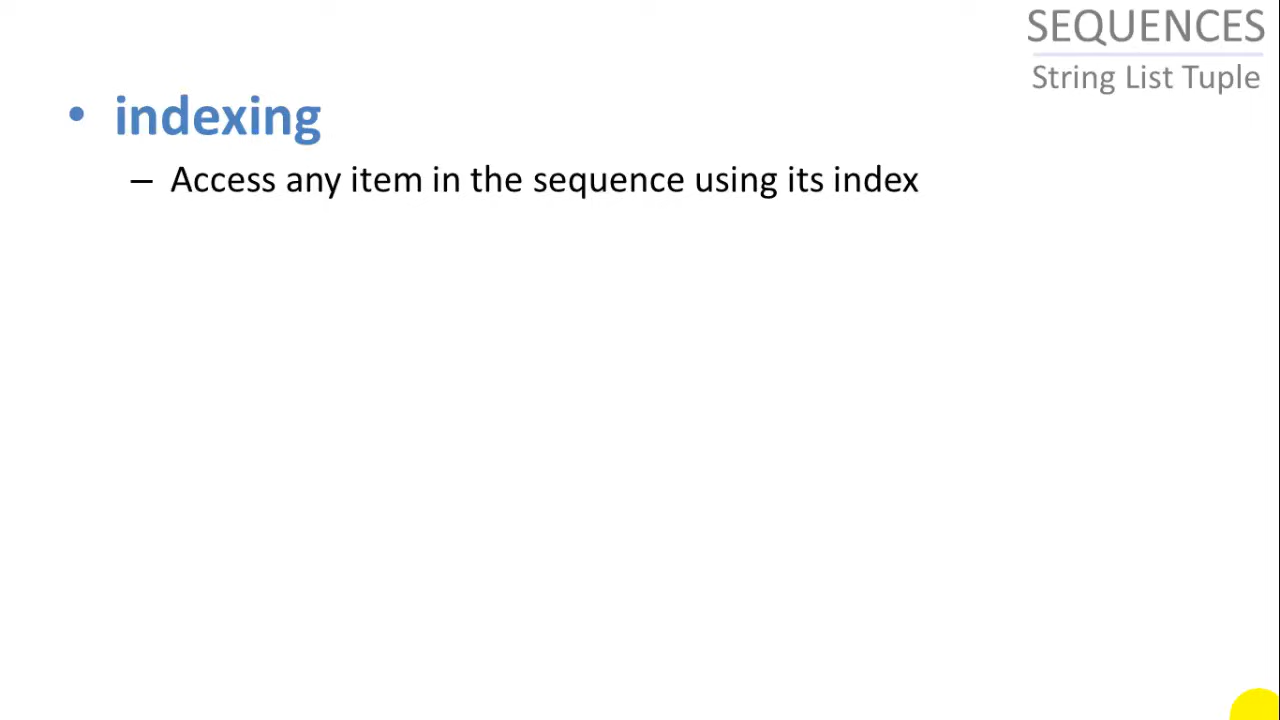 SEQUENCES
String List Tuple
• indexing
– Access any item in the sequence using its index